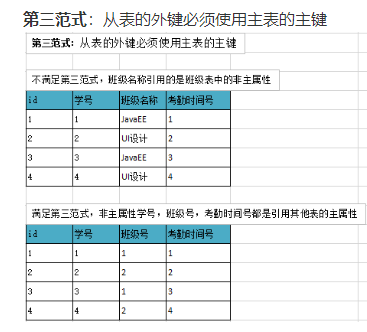 第三范式：从表的外键必须使用主表的主键
第三范式：从表的外键必须使用主表的主键
不满足第三范式，班级名称引用的是班级表中的非主属性
id 学号 班级名称 考勤时间号
1 1 JavaEE 1
2 2 UI设计 2
3 3 JavaEE 3
4 4 UI设计 4
满足第三范式，非主属性学号，班级号，考勤时间号都是引用其他表的主属性
id 学号 班级号 考勤时间号
1 1 1 1
2 2 2 2
3 3 1 3
4 4 2 4